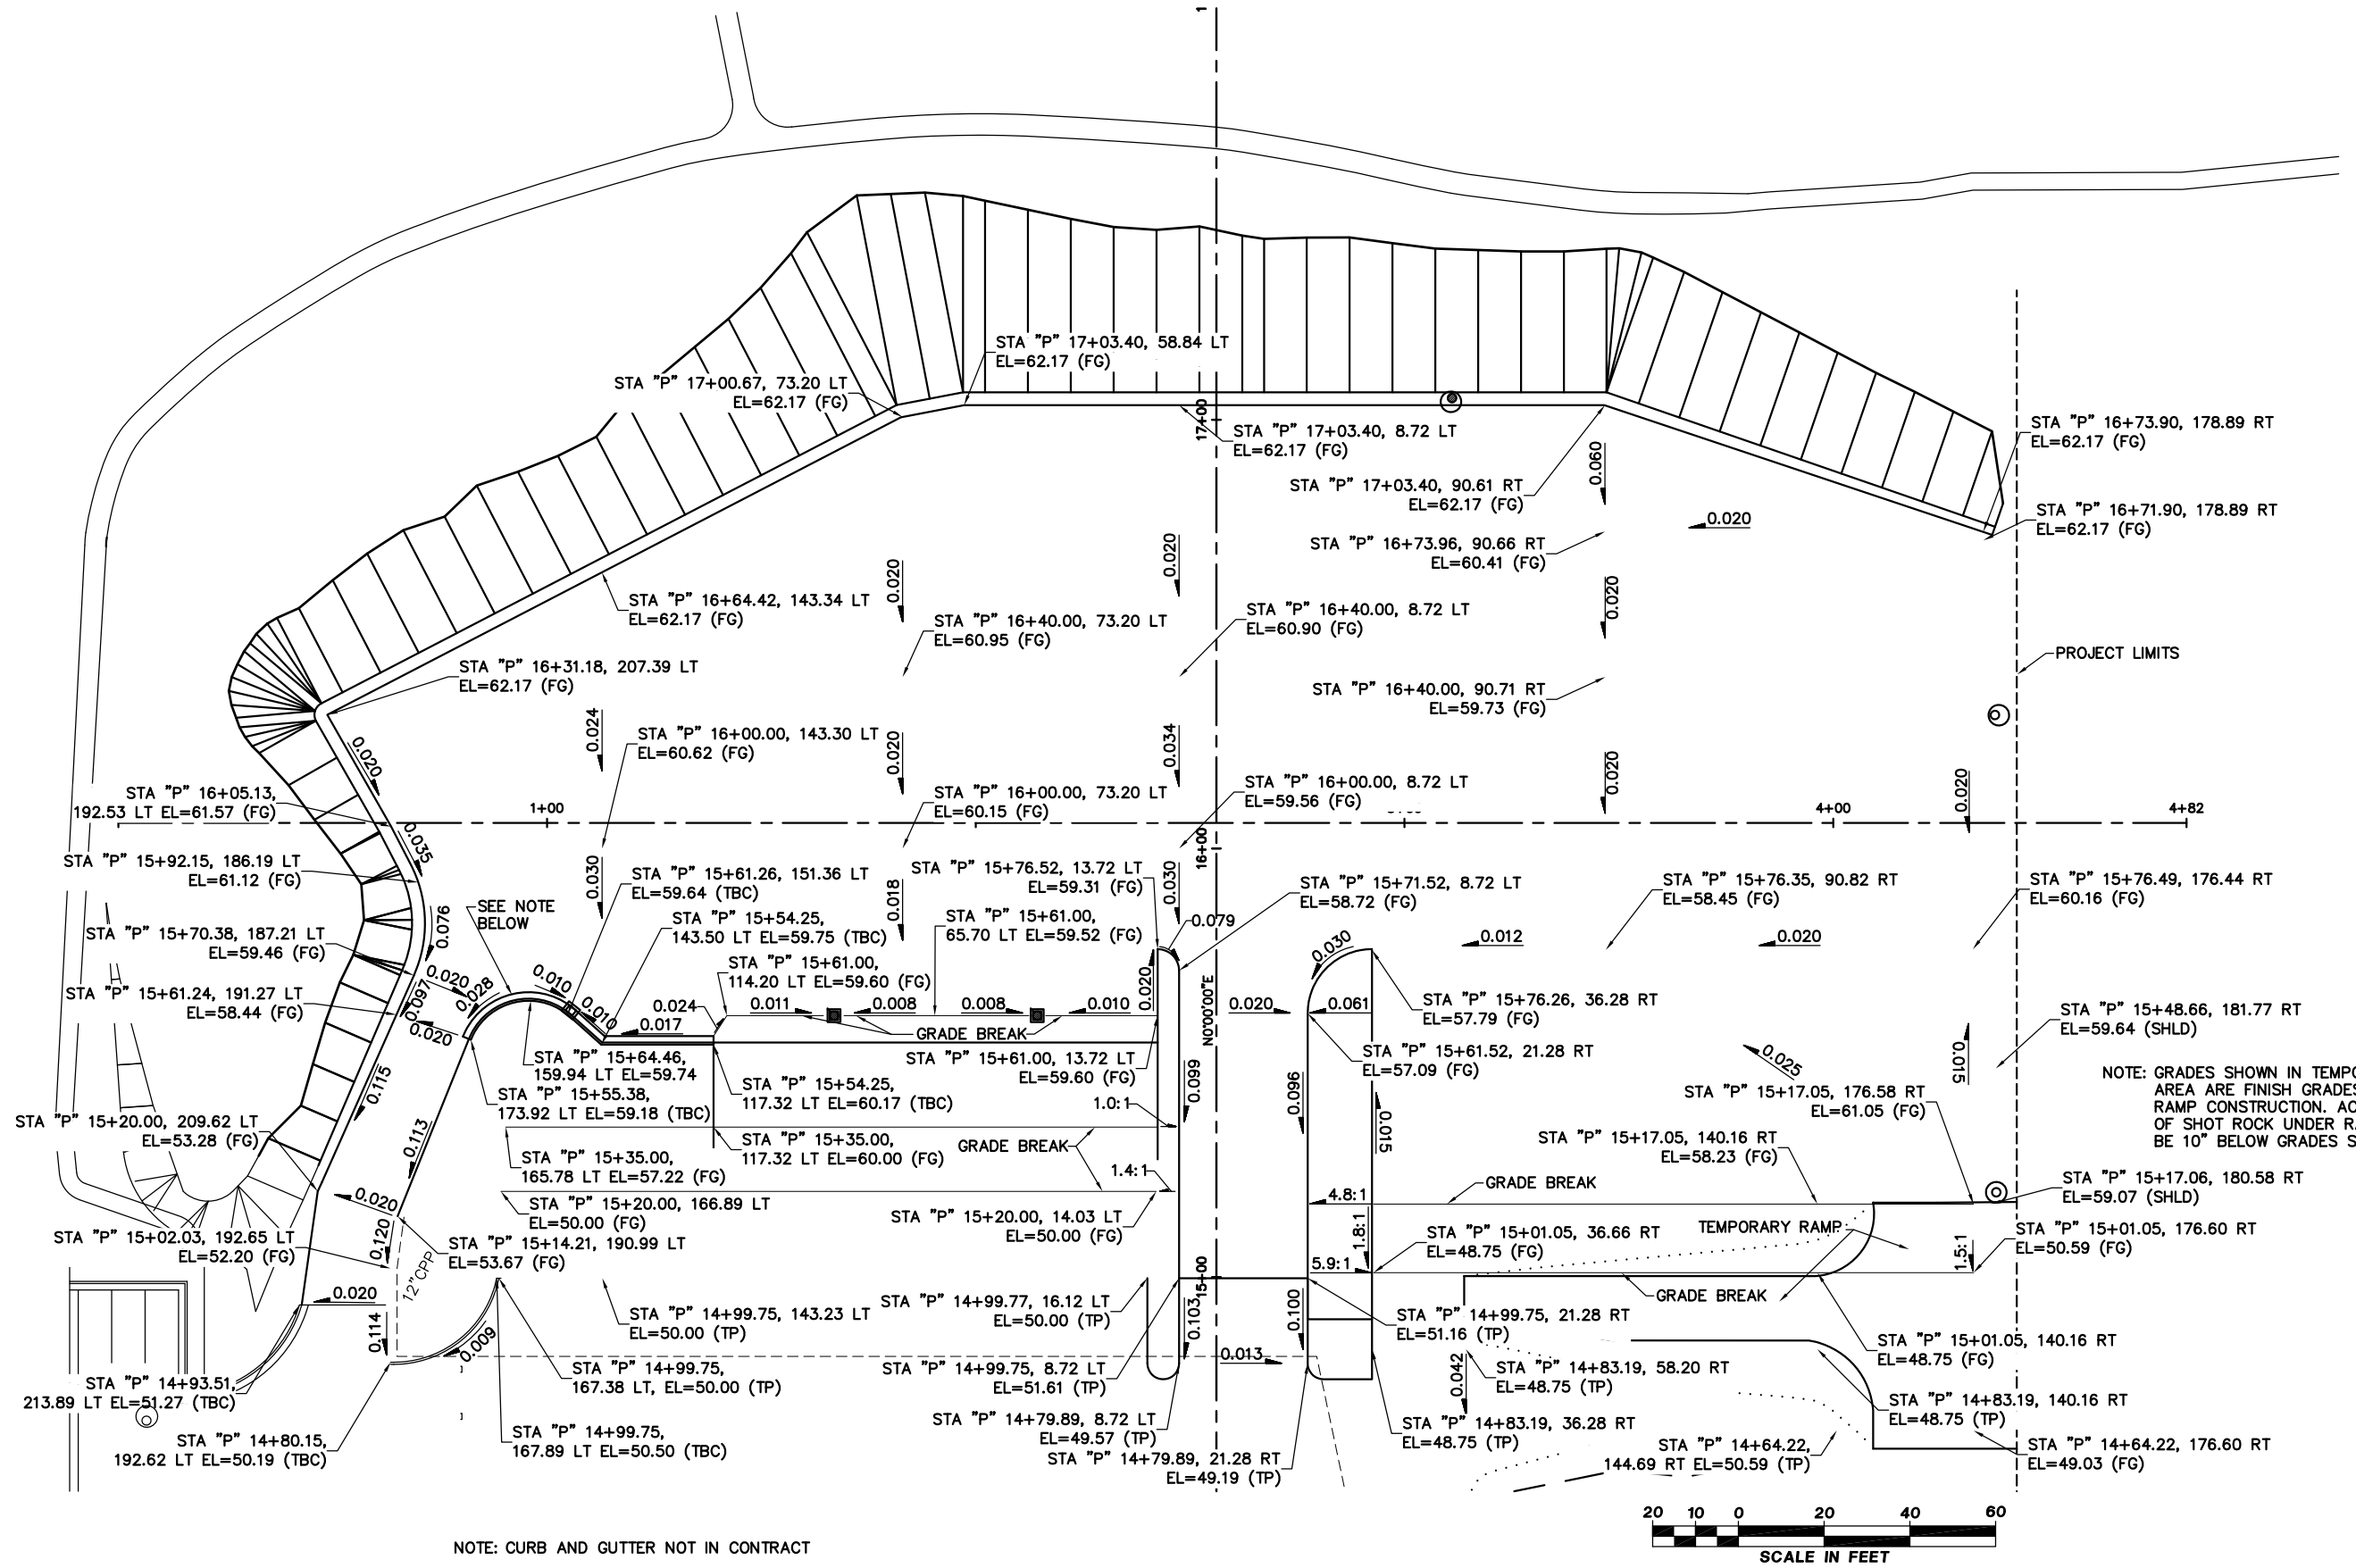 1
STA "P" 17+03.40, 58.84 LT
EL=62.17 (FG)
STA "P" 17+00.67, 73.20 LT
EL=62.17 (FG)
17+00
STA "P" 17+03.40, 8.72 LT
EL=62.17 (FG)
STA "P" 16+73.90, 178.89 RT
EL=62.17 (FG)
0.060
STA "P" 17+03.40, 90.61 RT
EL=62.17 (FG)
0.020
STA "P" 16+71.90, 178.89 RT
EL=62.17 (FG)
STA "P" 16+73.96, 90.66 RT
EL=60.41 (FG)
0.020
0.020
0.020
STA "P" 16+64.42, 143.34 LT
EL=62.17 (FG)
STA "P" 16+40.00, 73.20 LT
EL=60.95 (FG)
STA "P" 16+40.00, 8.72 LT
EL=60.90 (FG)
PROJECT LIMITS
STA "P" 16+31.18, 207.39 LT
EL=62.17 (FG)
STA "P" 16+40.00, 90.71 RT
EL=59.73 (FG)
0.020
0.024
STA "P" 16+00.00, 143.30 LT
EL=60.62 (FG)
0.020
0.034
0.020
0.020
STA "P" 16+05.13,
192.53 LT EL=61.57 (FG)
STA "P" 16+00.00, 73.20 LT
EL=60.15 (FG)
STA "P" 16+00.00, 8.72 LT
EL=59.56 (FG)
1+00
4+00
4+82
0.035
16+00
STA "P" 15+92.15, 186.19 LT
EL=61.12 (FG)
0.030
STA "P" 15+61.26, 151.36 LT
EL=59.64 (TBC)
0.018
STA "P" 15+76.52, 13.72 LT
EL=59.31 (FG)
0.030
STA "P" 15+71.52, 8.72 LT
EL=58.72 (FG)
STA "P" 15+76.35, 90.82 RT
EL=58.45 (FG)
STA "P" 15+76.49, 176.44 RT
EL=60.16 (FG)
SEE NOTE
BELOW
0.076
STA "P" 15+54.25,
143.50 LT EL=59.75 (TBC)
STA "P" 15+61.00,
65.70 LT EL=59.52 (FG)
0.079
STA "P" 15+70.38, 187.21 LT
EL=59.46 (FG)
0.012
0.020
0.030
STA "P" 15+61.00,
114.20 LT EL=59.60 (FG)
0.020
0.028
0.010
0.020
STA "P" 15+61.24, 191.27 LT
EL=58.44 (FG)
0.097
0.010
0.024
0.011
0.008
0.008
0.010
N0°00'00"E
0.020
0.061
STA "P" 15+76.26, 36.28 RT
EL=57.79 (FG)
STA "P" 15+48.66, 181.77 RT
EL=59.64 (SHLD)
0.020
0.017
GRADE BREAK
STA "P" 15+64.46,
159.94 LT EL=59.74
STA "P" 15+61.00, 13.72 LT
EL=59.60 (FG)
STA "P" 15+61.52, 21.28 RT
EL=57.09 (FG)
0.025
0.015
NOTE: GRADES SHOWN IN TEMPO
AREA ARE FINISH GRADES
RAMP CONSTRUCTION. AC
OF SHOT ROCK UNDER R
BE 10" BELOW GRADES S
0.115
STA "P" 15+55.38,
173.92 LT EL=59.18 (TBC)
STA "P" 15+54.25,
117.32 LT EL=60.17 (TBC)
1.0:1
0.099
0.096
0.015
STA "P" 15+17.05, 176.58 RT
EL=61.05 (FG)
STA "P" 15+20.00, 209.62 LT
EL=53.28 (FG)
0.113
STA "P" 15+35.00,
117.32 LT EL=60.00 (FG)
GRADE BREAK
STA "P" 15+17.05, 140.16 RT
EL=58.23 (FG)
STA "P" 15+35.00,
165.78 LT EL=57.22 (FG)
1.4:1
GRADE BREAK
STA "P" 15+17.06, 180.58 RT
EL=59.07 (SHLD)
0.020
STA "P" 15+20.00, 166.89 LT
EL=50.00 (FG)
STA "P" 15+20.00, 14.03 LT
EL=50.00 (FG)
4.8:1
1.8:1
TEMPORARY RAMP
STA "P" 15+02.03, 192.65 LT
EL=52.20 (FG)
0.120
STA "P" 15+14.21, 190.99 LT
EL=53.67 (FG)
STA "P" 15+01.05, 36.66 RT
EL=48.75 (FG)
1.5:1
STA "P" 15+01.05, 176.60 RT
EL=50.59 (FG)
12"CPP
5.9:1
15+00
0.020
STA "P" 14+99.75, 143.23 LT
EL=50.00 (TP)
STA "P" 14+99.77, 16.12 LT
EL=50.00 (TP)
GRADE BREAK
0.114
0.009
0.103
0.100
STA "P" 14+99.75, 21.28 RT
EL=51.16 (TP)
STA "P" 15+01.05, 140.16 RT
EL=48.75 (FG)
0.013
STA "P" 14+99.75,
167.38 LT, EL=50.00 (TP)
STA "P" 14+99.75, 8.72 LT
EL=51.61 (TP)
0.042
STA "P" 14+83.19, 58.20 RT
EL=48.75 (TP)
STA "P" 14+93.51,
213.89 LT EL=51.27 (TBC)
STA "P" 14+83.19, 140.16 RT
EL=48.75 (TP)
STA "P" 14+79.89, 8.72 LT
EL=49.57 (TP)
STA "P" 14+83.19, 36.28 RT
EL=48.75 (TP)
STA "P" 14+80.15,
192.62 LT EL=50.19 (TBC)
STA "P" 14+99.75,
167.89 LT EL=50.50 (TBC)
STA "P" 14+79.89, 21.28 RT
EL=49.19 (TP)
STA "P" 14+64.22,
144.69 RT EL=50.59 (TP)
STA "P" 14+64.22, 176.60 RT
EL=49.03 (FG)
20 10 0 20 40 60
SCALE IN FEET
NOTE: CURB AND GUTTER NOT IN CONTRACT